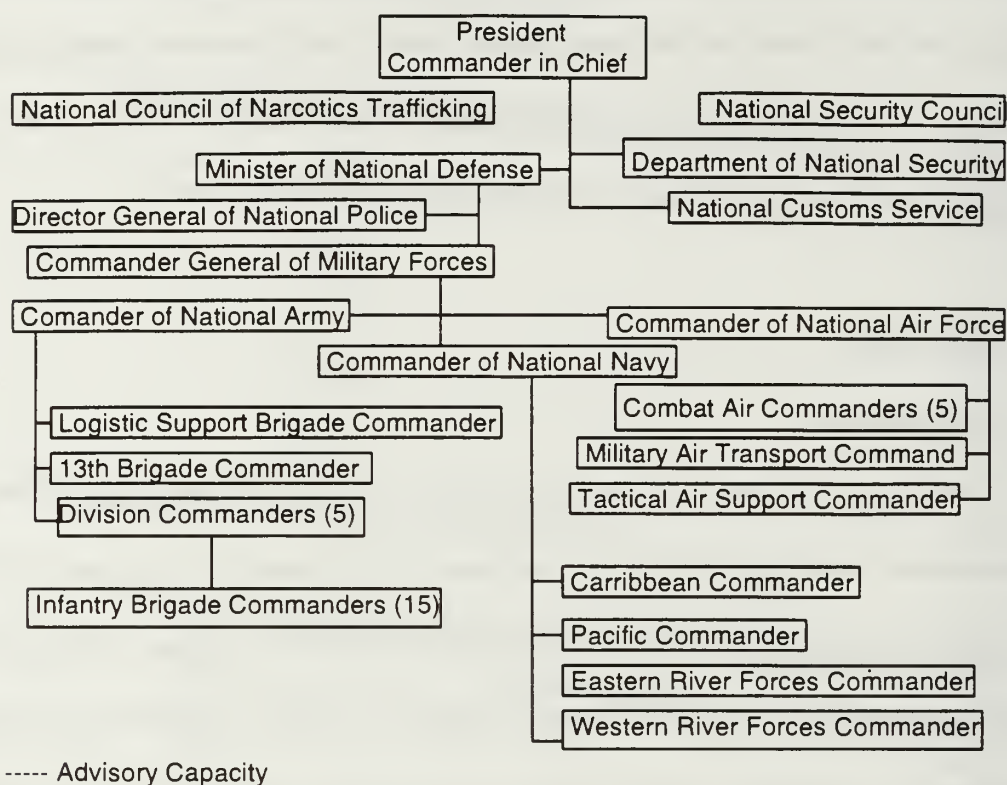 President
Commander in Chief
National Council of Narcotics Trafficking
National Security Council
Minister of National Defense
Department of National Security
Director General of National Police
National Customs Service
Commander General of Military Forces
Comander of National Army
Commander of National Air Force
Commander of National Navy
Logistic Support Brigade Commander
13th Brigade Commander
Division Commanders (5)
Infantry Brigade Commanders (15)
Combat Air Commanders (5)
Military Air Transport Command
Tactical Air Support Commander
Carribbean Commander
Pacific Commander
Eastern River Forces Commander
Western River Forces Commander
----- Advisory Capacity